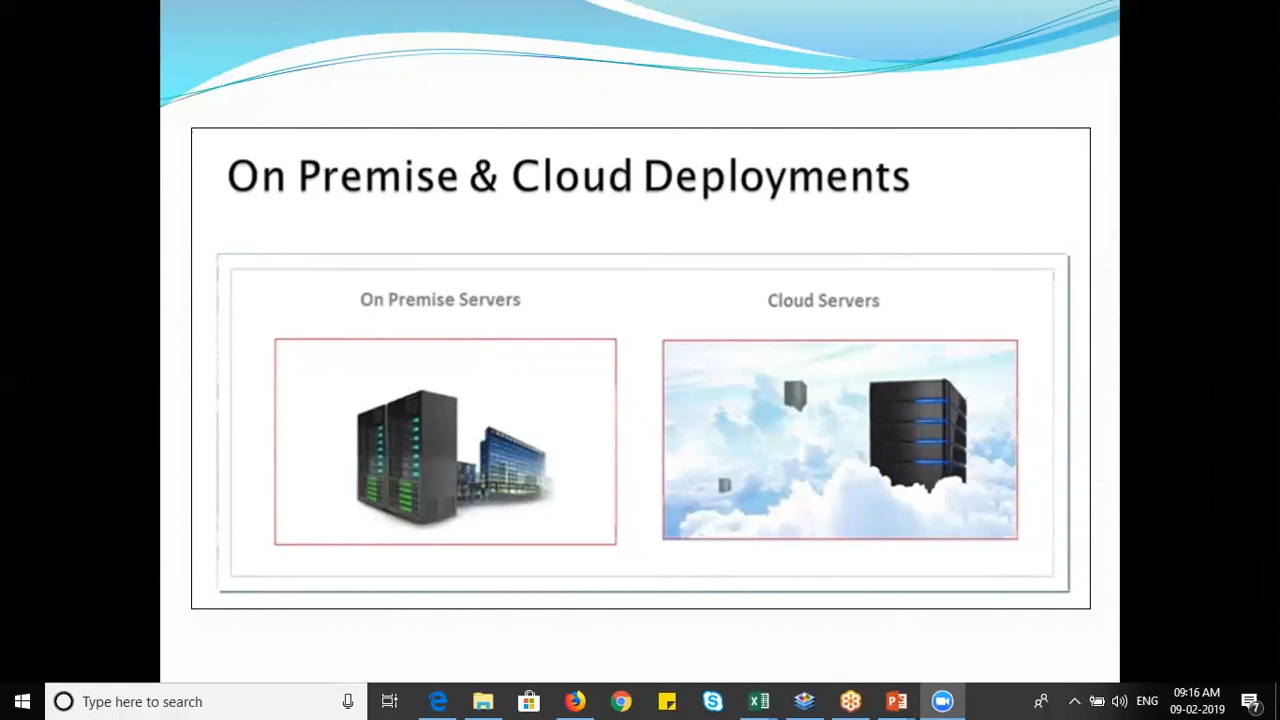 On Premise & Cloud Deployments
On Premise Servers
Cloud Servers
Type here to search
ENG
09:16 AM
09-02-2019
7